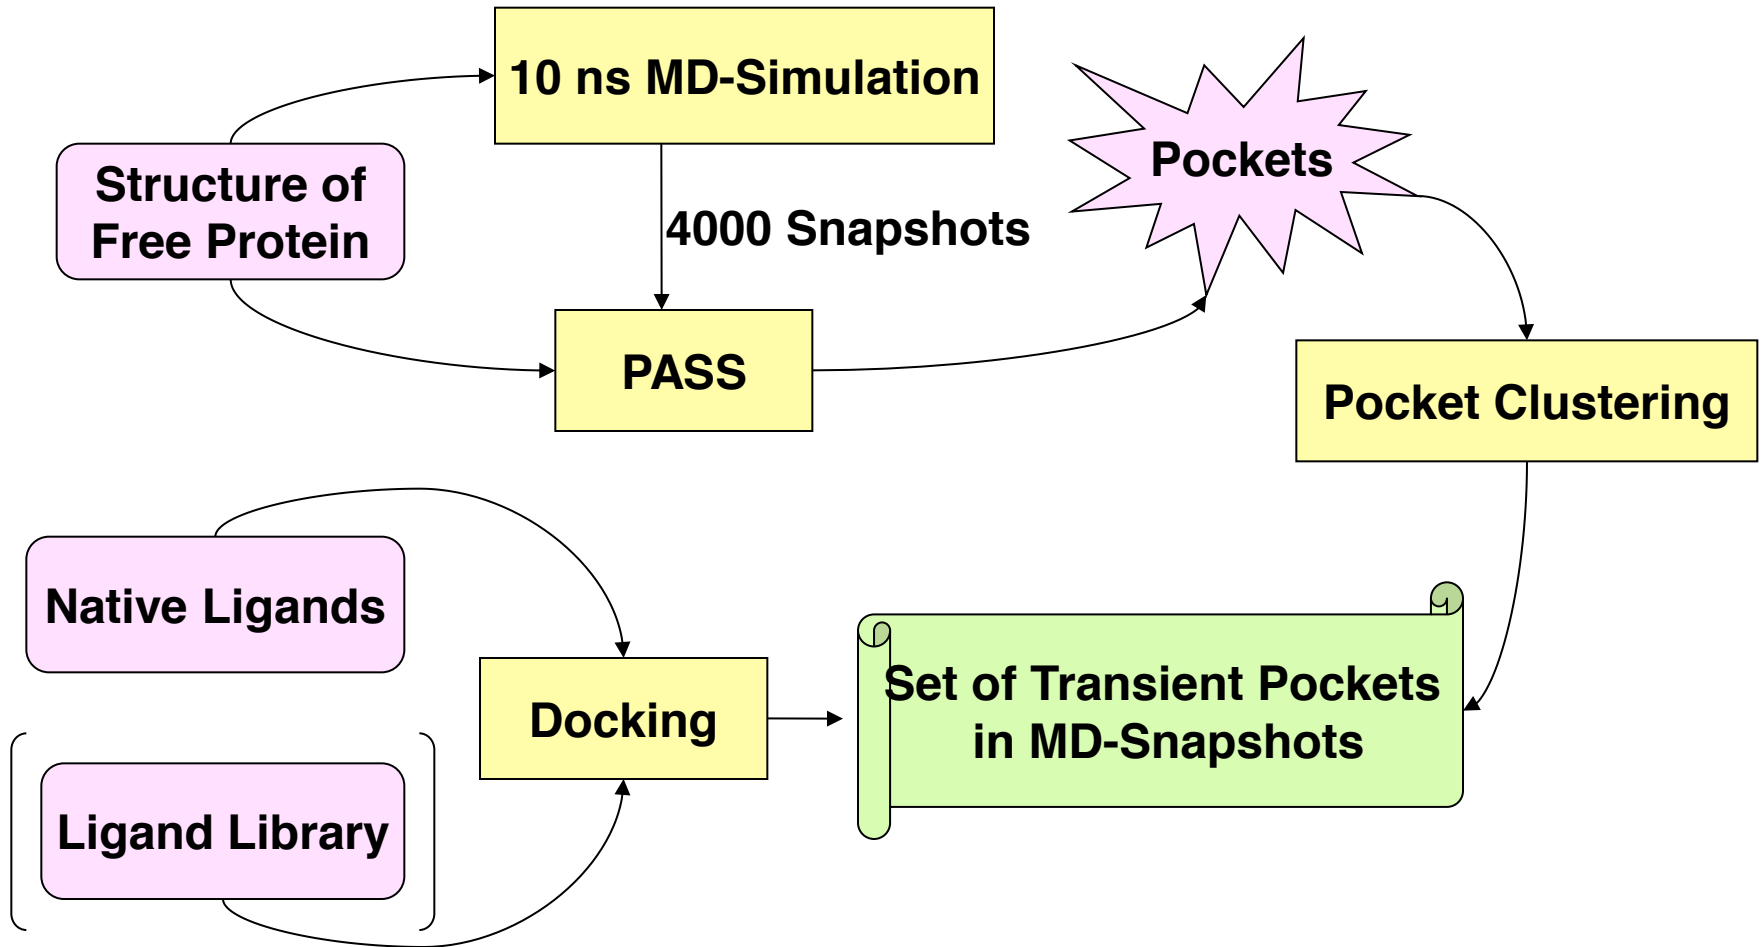 10 ns MD-Simulation
Structure of
Free Protein
Pockets
4000 Snapshots
PASS
Pocket Clustering
Native Ligands
Docking
Set of Transient Pockets
in MD-Snapshots
Ligand Library